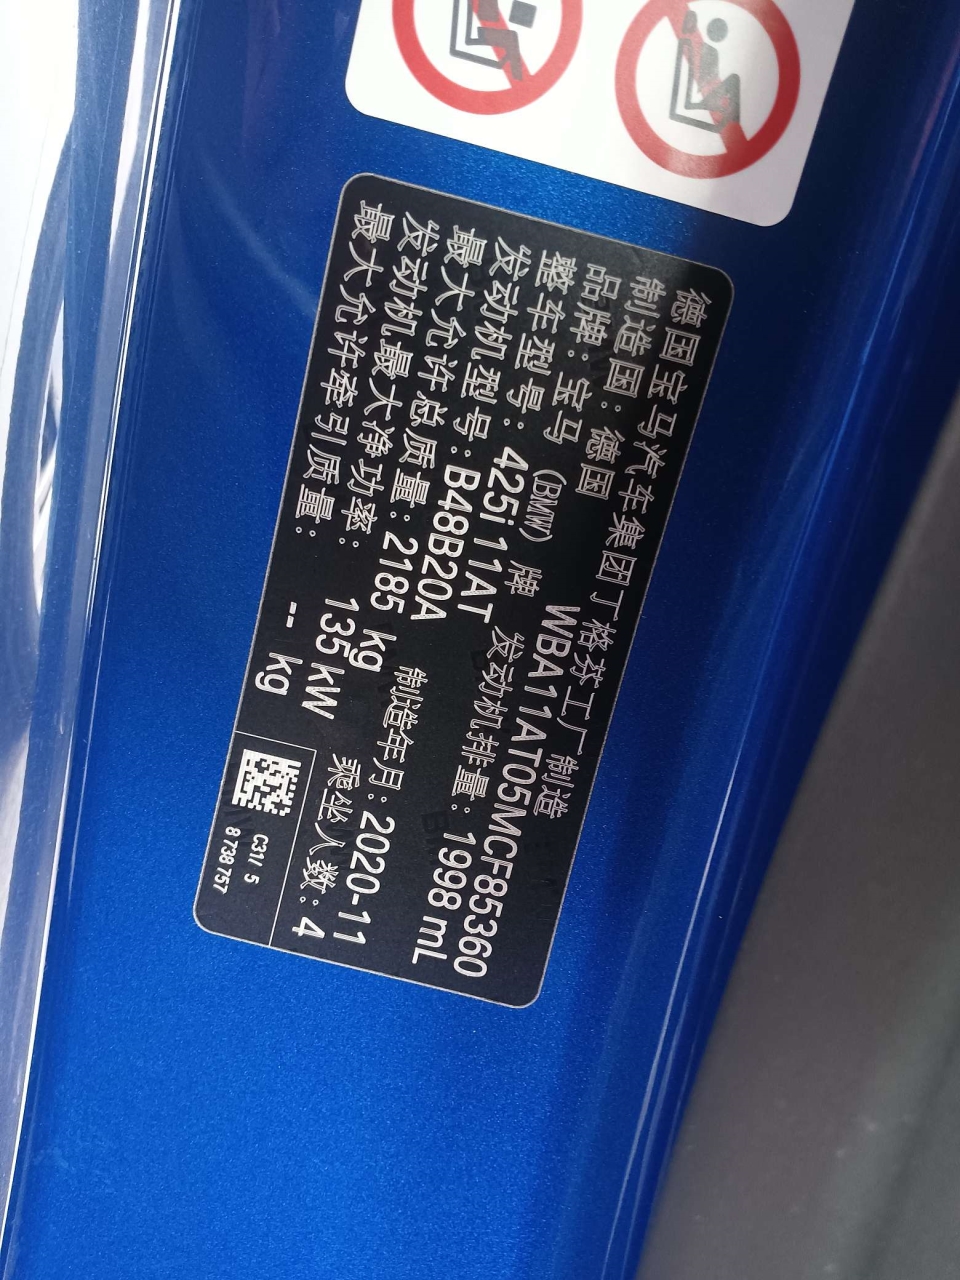 德国宝马汽车集团丁格芬工厂制造
制造国：德国 WBA11AT05MCF85360
品牌：宝马 (BMW) 牌 发动机排量：1998 mL
整车型号：425i 11AT
发动机型号：B48B20A 制造年月：2020-11
最大允许总质量：2185 kg 乘坐人数：4
发动机最大净功率： 135 kW
最大允许牵引质量： -- kg
C31/ 5
8 738 757